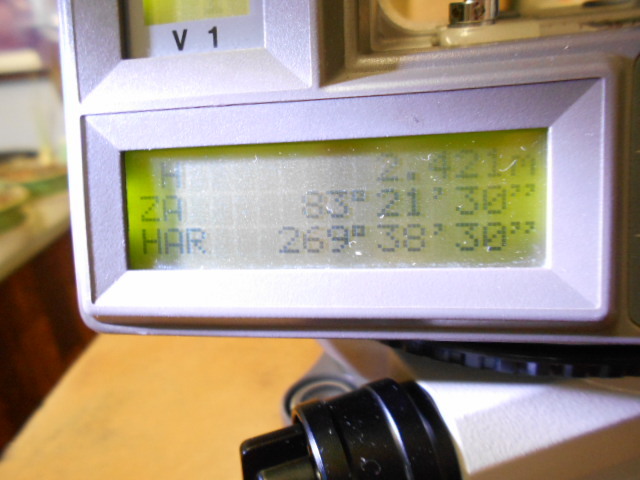 V 1
H 2.421m
ZA 83° 21' 30"
HAR 269° 38' 30"